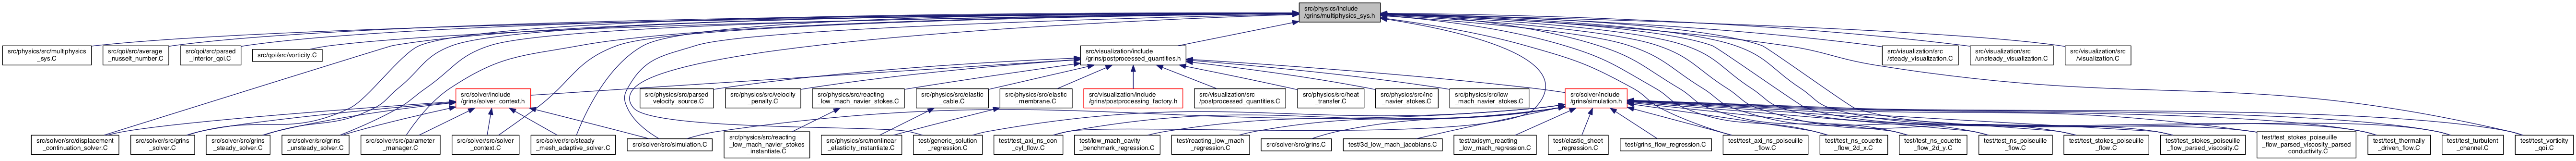 src/physics/include
/grins/multiphysics_sys.h
src/physics/src/multiphysics
_sys.C
src/qoi/src/average
_nusselt_number.C
src/qoi/src/parsed
_interior_qoi.C
src/qoi/src/vorticity.C
src/visualization/include
/grins/postprocessed_quantities.h
src/visualization/src
/steady_visualization.C
src/visualization/src
/unsteady_visualization.C
src/visualization/src
/visualization.C
src/solver/include
/grins/solver_context.h
src/physics/src/parsed
_velocity_source.C
src/physics/src/velocity
_penalty.C
src/physics/src/reacting
_low_mach_navier_stokes.C
src/physics/src/elastic
_cable.C
src/physics/src/elastic
_membrane.C
src/visualization/include
/grins/postprocessing_factory.h
src/visualization/src
/postprocessed_quantities.C
src/physics/src/heat
_transfer.C
src/physics/src/inc
_navier_stokes.C
src/physics/src/low
_mach_navier_stokes.C
src/solver/include
/grins/simulation.h
src/solver/src/displacement
_continuation_solver.C
src/solver/src/grins
_solver.C
src/solver/src/grins
_steady_solver.C
src/solver/src/grins
_unsteady_solver.C
src/solver/src/parameter
_manager.C
src/solver/src/solver
_context.C
src/solver/src/steady
_mesh_adaptive_solver.C
src/solver/src/simulation.C
src/physics/src/reacting
_low_mach_navier_stokes
_instantiate.C
src/physics/src/nonlinear
_elasticity_instantiate.C
test/generic_solution
_regression.C
test/test_axi_ns_con
_cyl_flow.C
test/low_mach_cavity
_benchmark_regression.C
test/reacting_low_mach
_regression.C
src/solver/src/grins.C
test/3d_low_mach_jacobians.C
test/axisym_reacting
_low_mach_regression.C
test/elastic_sheet
_regression.C
test/grins_flow_regression.C
test/test_axi_ns_poiseuille
_flow.C
test/test_ns_couette
_flow_2d_x.C
test/test_ns_couette
_flow_2d_y.C
test/test_ns_poiseuille
_flow.C
test/test_stokes_poiseuille
_flow.C
test/test_stokes_poiseuille
_flow_parsed_viscosity.C
test/test_stokes_poiseuille
_flow_parsed_viscosity_parsed
_conductivity.C
test/test_thermally
_driven_flow.C
test/test_turbulent
_channel.C
test/test_vorticity
_qoi.C